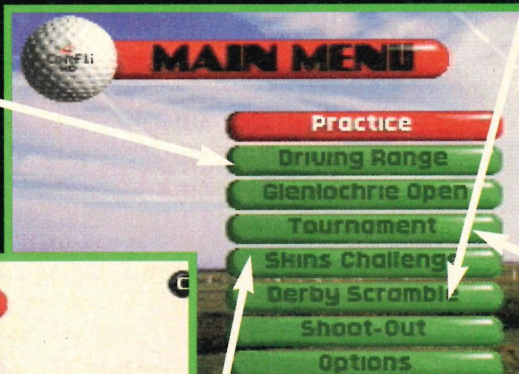 MAIN MENU
Practice
Driving Range
Glenlochrie Open
Tournament
Skins Challenge
Derby Scramble
Shoot-Out
Options